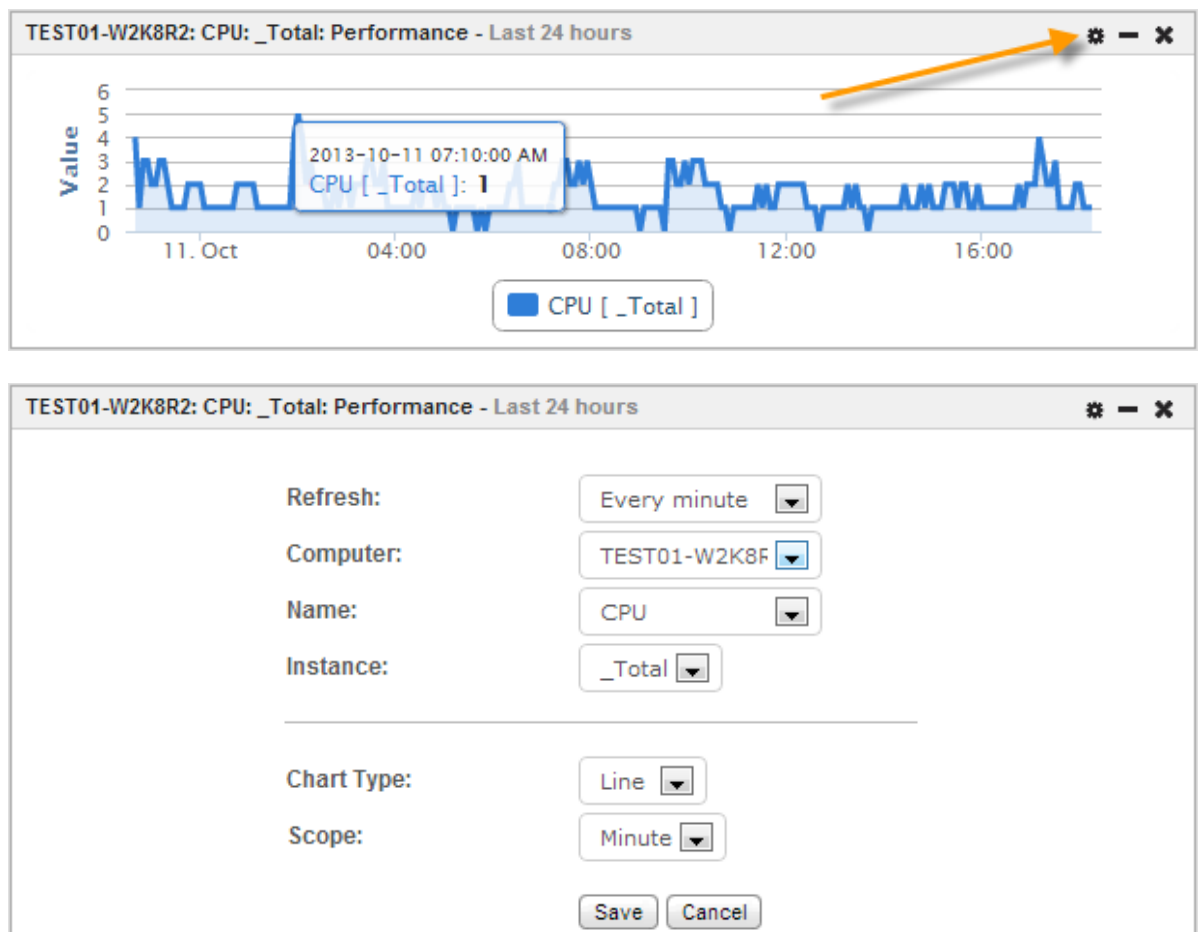 TEST01-W2K8R2: CPU: _Total: Performance - Last 24 hours
6
5
4
3
2
1
0
Value
2013-10-11 07:10:00 AM
CPU [ _Total ]: 1
11. Oct 04:00 08:00 12:00 16:00
CPU [ _Total ]
TEST01-W2K8R2: CPU: _Total: Performance - Last 24 hours
Refresh: Every minute
Computer: TEST01-W2K8R
Name: CPU
Instance: _Total
Chart Type: Line
Scope: Minute
Save Cancel